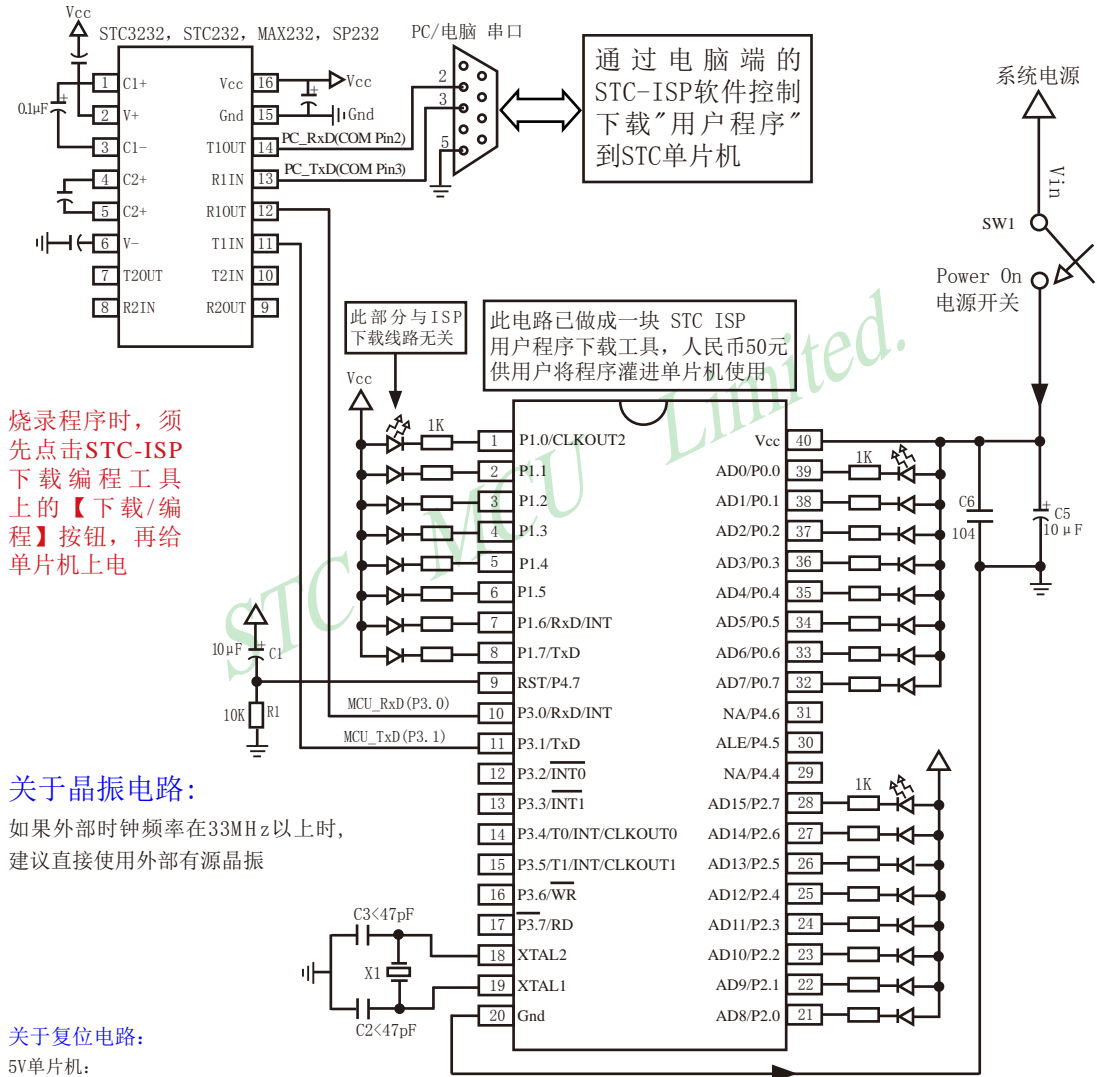 Vcc
STC3232, STC232, MAX232, SP232
PC/电脑 串口
1 C1+
2 V+
3 C1-
4 C2+
5 C2+
6 V-
7 T2OUT
8 R2IN
Vcc 16
Gnd 15
T1OUT 14
R1IN 13
R1OUT 12
T1IN 11
T2IN 10
R2OUT 9
0.1μF
Vcc
Gnd
PC_RxD(COM Pin2)
PC_TxD(COM Pin3)
2
3
5
通过电脑端的
STC-ISP软件控制
下载"用户程序"
到STC单片机
系统电源
Vin
SW1
Power On
电源开关
此部分与ISP
下载线路无关
此电路已做成一块 STC ISP
用户程序下载工具, 人民币50元
供用户将程序灌进单片机使用
烧录程序时, 须
先点击STC-ISP
下载编程工具
上的【下载/编
程】按钮, 再给
单片机上电
Vcc
1K
1 P1.0/CLKOUT2
2 P1.1
3 P1.2
4 P1.3
5 P1.4
6 P1.5
7 P1.6/RxD/INT
8 P1.7/TxD
9 RST/P4.7
10 P3.0/RxD/INT
11 P3.1/TxD
12 P3.2/INT0
13 P3.3/INT1
14 P3.4/T0/INT/CLKOUT0
15 P3.5/T1/INT/CLKOUT1
16 P3.6/WR
17 P3.7/RD
18 XTAL2
19 XTAL1
20 Gnd
Vcc 40
AD0/P0.0 39
AD1/P0.1 38
AD2/P0.2 37
AD3/P0.3 36
AD4/P0.4 35
AD5/P0.5 34
AD6/P0.6 33
AD7/P0.7 32
NA/P4.6 31
ALE/P4.5 30
NA/P4.4 29
AD15/P2.7 28
AD14/P2.6 27
AD13/P2.5 26
AD12/P2.4 25
AD11/P2.3 24
AD10/P2.2 23
AD9/P2.1 22
AD8/P2.0 21
1K
1K
C6
104
C5
10μF
10μF
C1
10K
R1
MCU_RxD(P3.0)
MCU_TxD(P3.1)
STC MCU Limited.
关于晶振电路:
如果外部时钟频率在33MHz以上时,
建议直接使用外部有源晶振
C3<47pF
X1
C2<47pF
关于复位电路:
5V单片机: